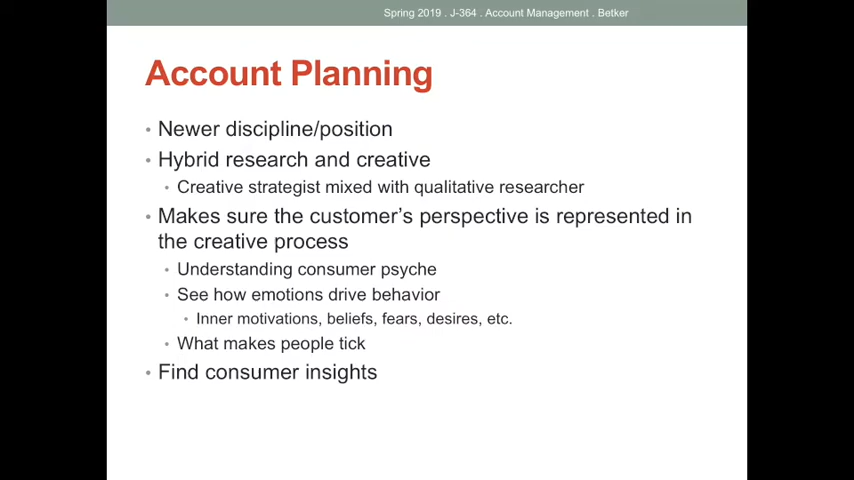 Spring 2019 . J-364 . Account Management . Betker
Account Planning
• Newer discipline/position
• Hybrid research and creative
• Creative strategist mixed with qualitative researcher
• Makes sure the customer's perspective is represented in
the creative process
• Understanding consumer psyche
• See how emotions drive behavior
• Inner motivations, beliefs, fears, desires, etc.
• What makes people tick
• Find consumer insights